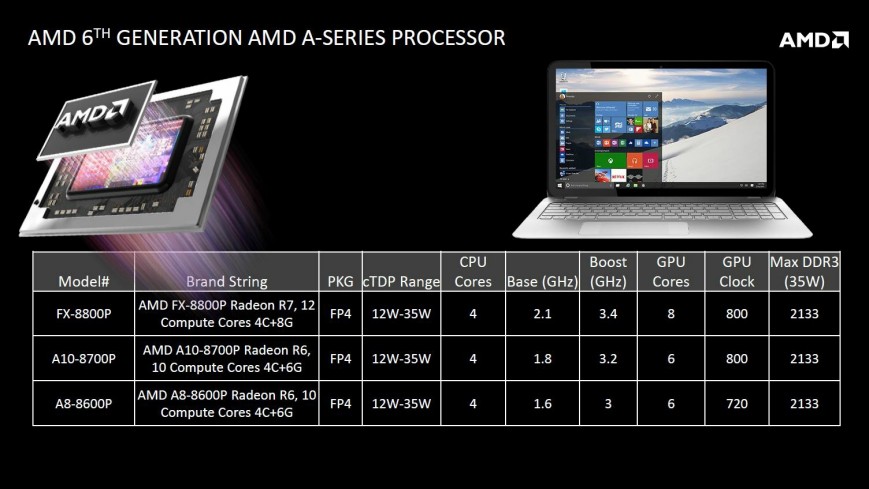 AMD 6TH GENERATION AMD A-SERIES PROCESSOR
AMD
AMD
Model# Brand String PKG cTDP Range CPU Cores Base (GHz) Boost (GHz) GPU Cores GPU Clock Max DDR3 (35W)
FX-8800P AMD FX-8800P Radeon R7, 12 Compute Cores 4C+8G FP4 12W-35W 4 2.1 3.4 8 800 2133
A10-8700P AMD A10-8700P Radeon R6, 10 Compute Cores 4C+6G FP4 12W-35W 4 1.8 3.2 6 800 2133
A8-8600P AMD A8-8600P Radeon R6, 10 Compute Cores 4C+6G FP4 12W-35W 4 1.6 3 6 720 2133